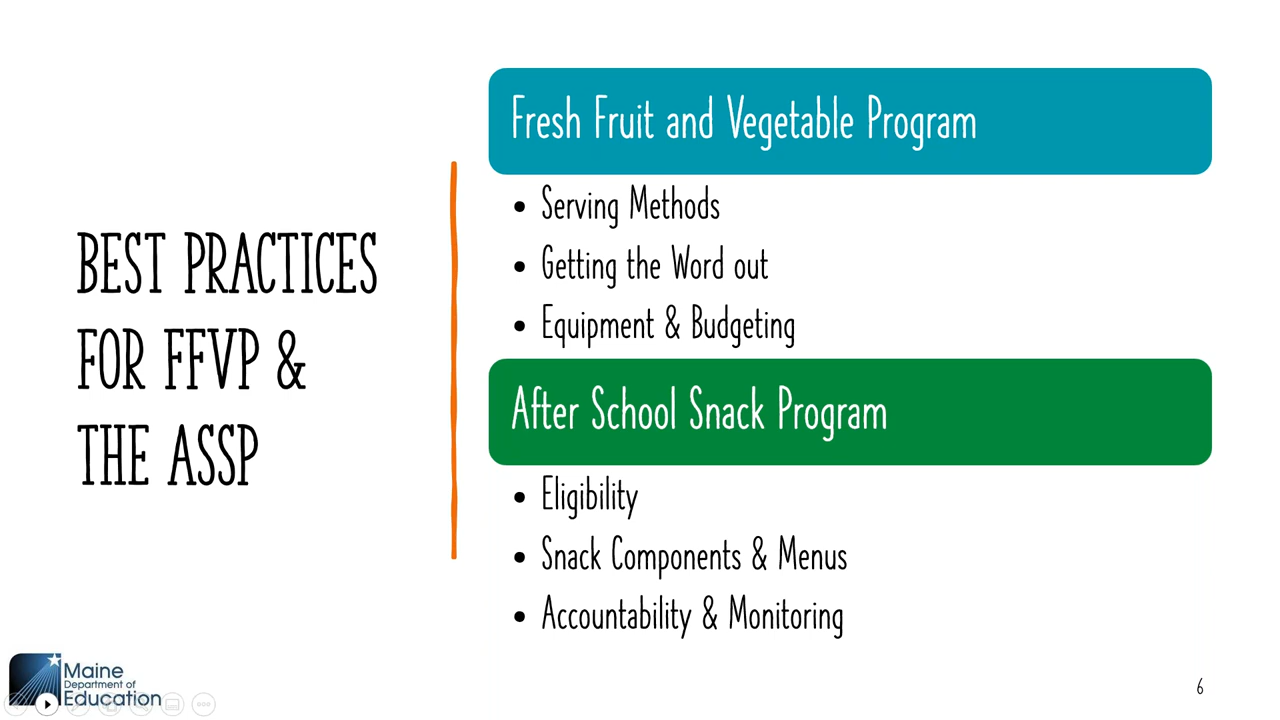 BEST PRACTICES
FOR FFVP &
THE ASSP
Fresh Fruit and Vegetable Program
• Serving Methods
• Getting the Word out
• Equipment & Budgeting
After School Snack Program
• Eligibility
• Snack Components & Menus
• Accountability & Monitoring
Maine
Department of
Education
6